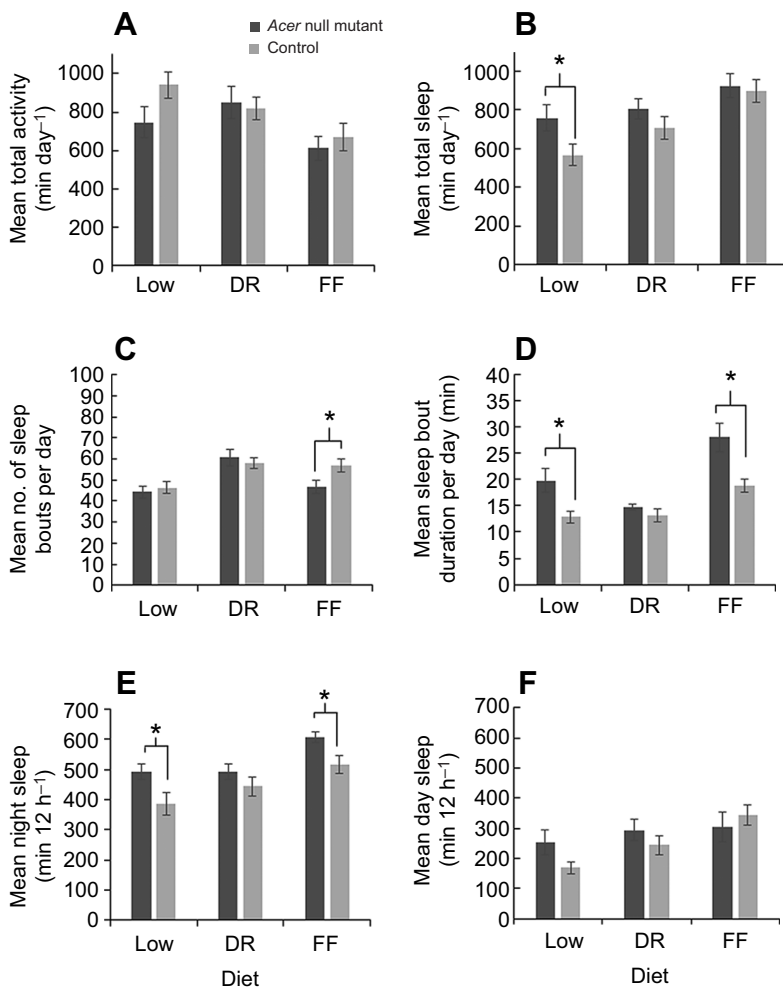 A
Acer null mutant
Control
Mean total activity
(min day–1)
1000
800
600
400
200
0
Low DR FF
B
Mean total sleep
(min day–1)
1000
800
600
400
200
0
*
Low DR FF
C
Mean no. of sleep
bouts per day
100
90
80
70
60
50
40
30
20
10
0
*
Low DR FF
D
Mean sleep bout
duration per day (min)
40
35
30
25
20
15
10
5
0
*
*
Low DR FF
E
Mean night sleep
(min 12 h–1)
700
600
500
400
300
200
100
0
*
*
Low DR FF
Diet
F
Mean day sleep
(min 12 h–1)
700
600
500
400
300
200
100
0
Low DR FF
Diet